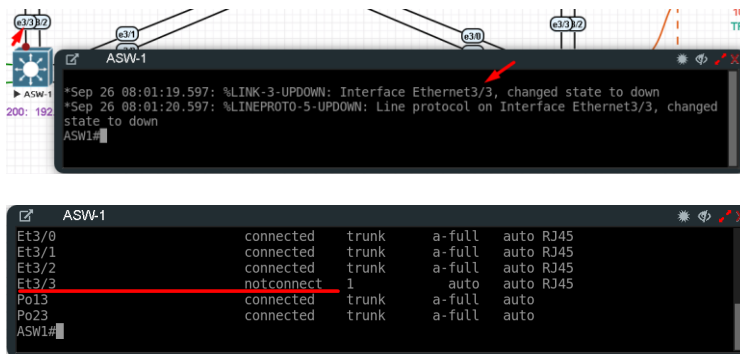 e3/3
3/2
e3/1
e3/0
e3/3
3/2
ASW-1
ASW-1
200: 192
*Sep 26 08:01:19.597: %LINK-3-UPDOWN: Interface Ethernet3/3, changed state to down
*Sep 26 08:01:20.597: %LINEPROTO-5-UPDOWN: Line protocol on Interface Ethernet3/3, changed
state to down
ASW1#
ASW-1
Et3/0 connected trunk a-full auto RJ45
Et3/1 connected trunk a-full auto RJ45
Et3/2 connected trunk a-full auto RJ45
Et3/3 notconnect 1 auto auto RJ45
Po13 connected trunk a-full auto
Po23 connected trunk a-full auto
ASW1#